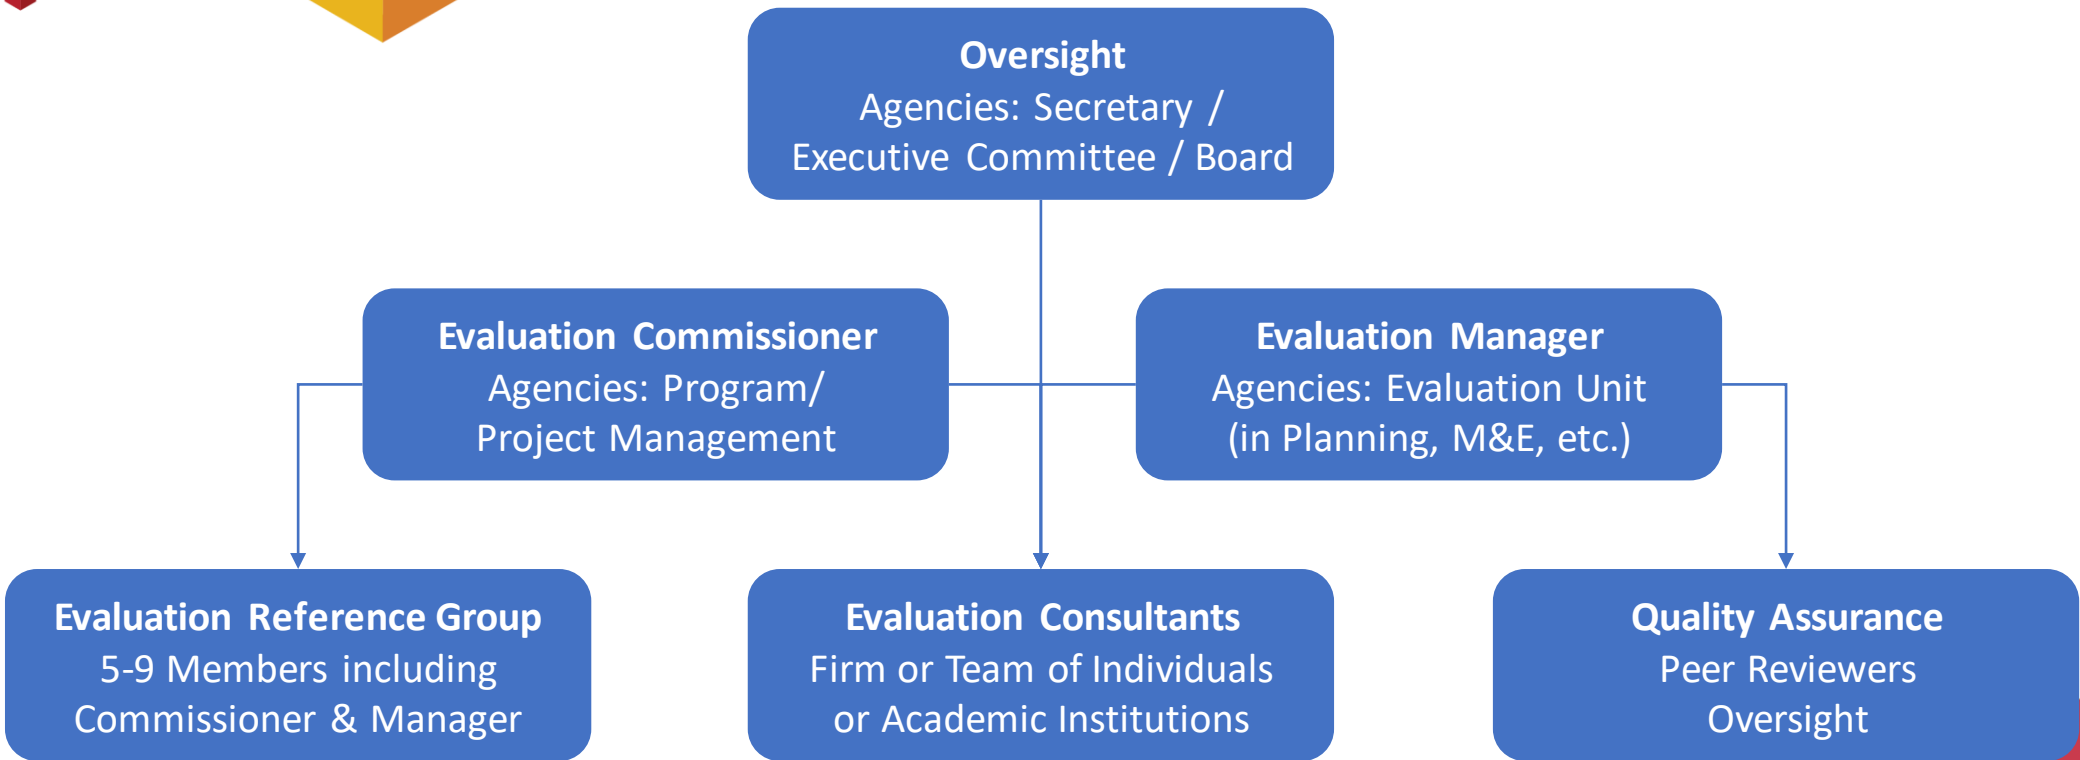 Oversight
Agencies: Secretary /
Executive Committee / Board
Evaluation Commissioner
Agencies: Program/
Project Management
Evaluation Manager
Agencies: Evaluation Unit
(in Planning, M&E, etc.)
Evaluation Reference Group
5-9 Members including
Commissioner & Manager
Evaluation Consultants
Firm or Team of Individuals
or Academic Institutions
Quality Assurance
Peer Reviewers
Oversight